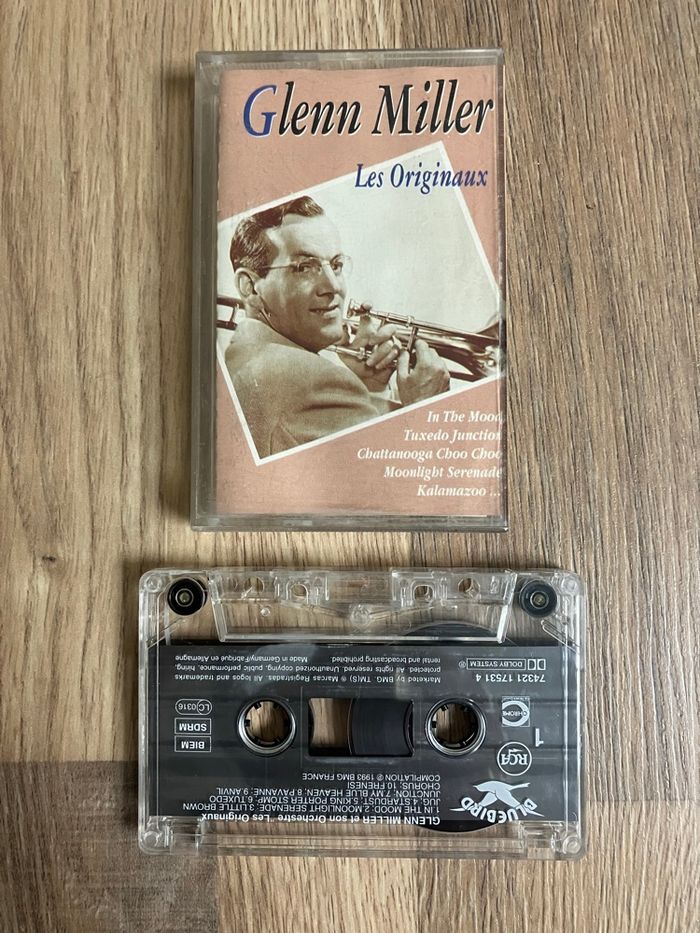 Glenn Miller
Les Originaux
In The Mood,
Tuxedo Junction
Chattanooga Choo Choo
Moonlight Serenade
Kalamazoo ...
GLENN MILLER et son Orchestre "Les Originaux"
1 IN THE MOOD; 2.MOONLIGHT SERENADE; 3.LITTLE BROWN
JUG; 4 STARDUST; 5.KING PORTER STOMP; 6.TUXEDO
JUNCTION; 7.MY BLUE HEAVEN; 8.PAVANNE; 9.ANVIL
CHORUS; 10.FRENESI
COMPILATION ℗ 1993 BMG FRANCE
BLUEBIRD
RCA
1
BIEM
SDRM
LC 0316
CHROME
74321 17531 4
DOLBY SYSTEM
Marketed by BMG TM(S) ® Marcas Registradas. All logos and trademarks
protected. All rights reserved. Unauthorized copying, public performance, hiring,
rental and broadcasting prohibited. Made in Germany/Fabriqué en Allemagne